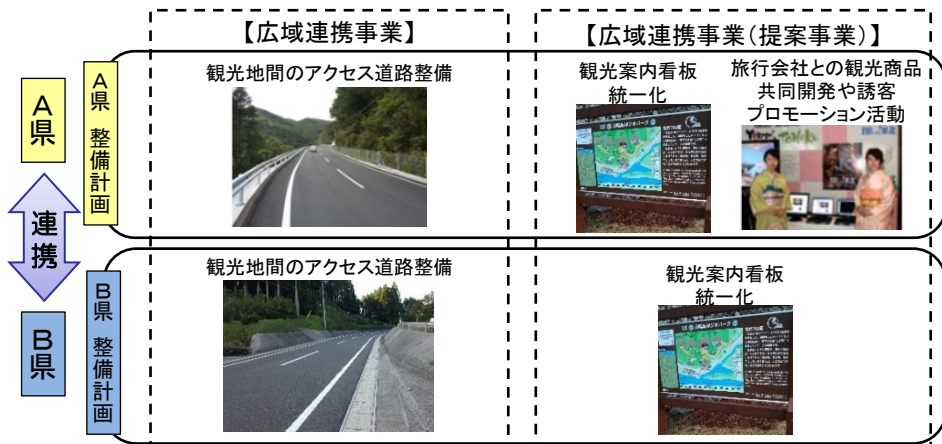 【広域連携事業】
【広域連携事業(提案事業)】
A県
A県 整備計画
観光地間のアクセス道路整備
観光案内看板
統一化
旅行会社との観光商品
共同開発や誘客
プロモーション活動
連携
B県
B県 整備計画
観光地間のアクセス道路整備
観光案内看板
統一化